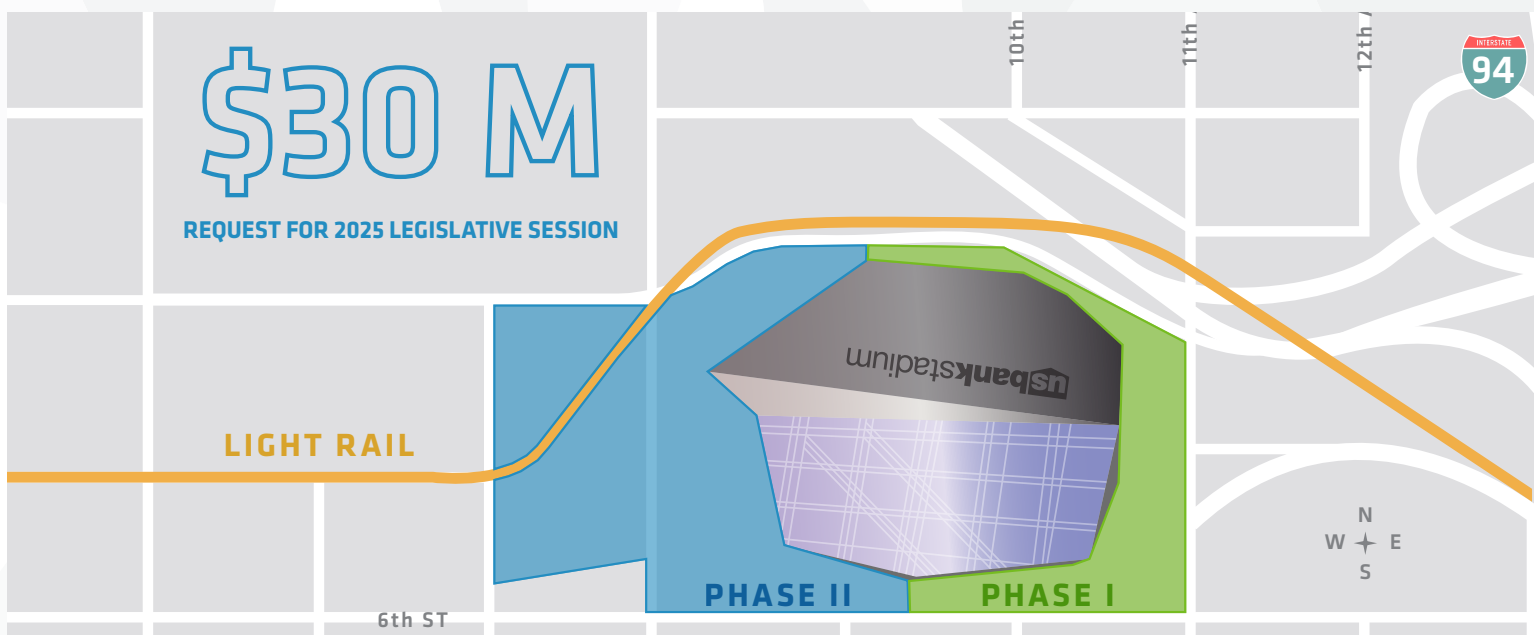 $30 M
REQUEST FOR 2025 LEGISLATIVE SESSION
10th
11th
12th
INTERSTATE
94
usbankstadium
LIGHT RAIL
N
W E
S
PHASE II
PHASE I
6th ST